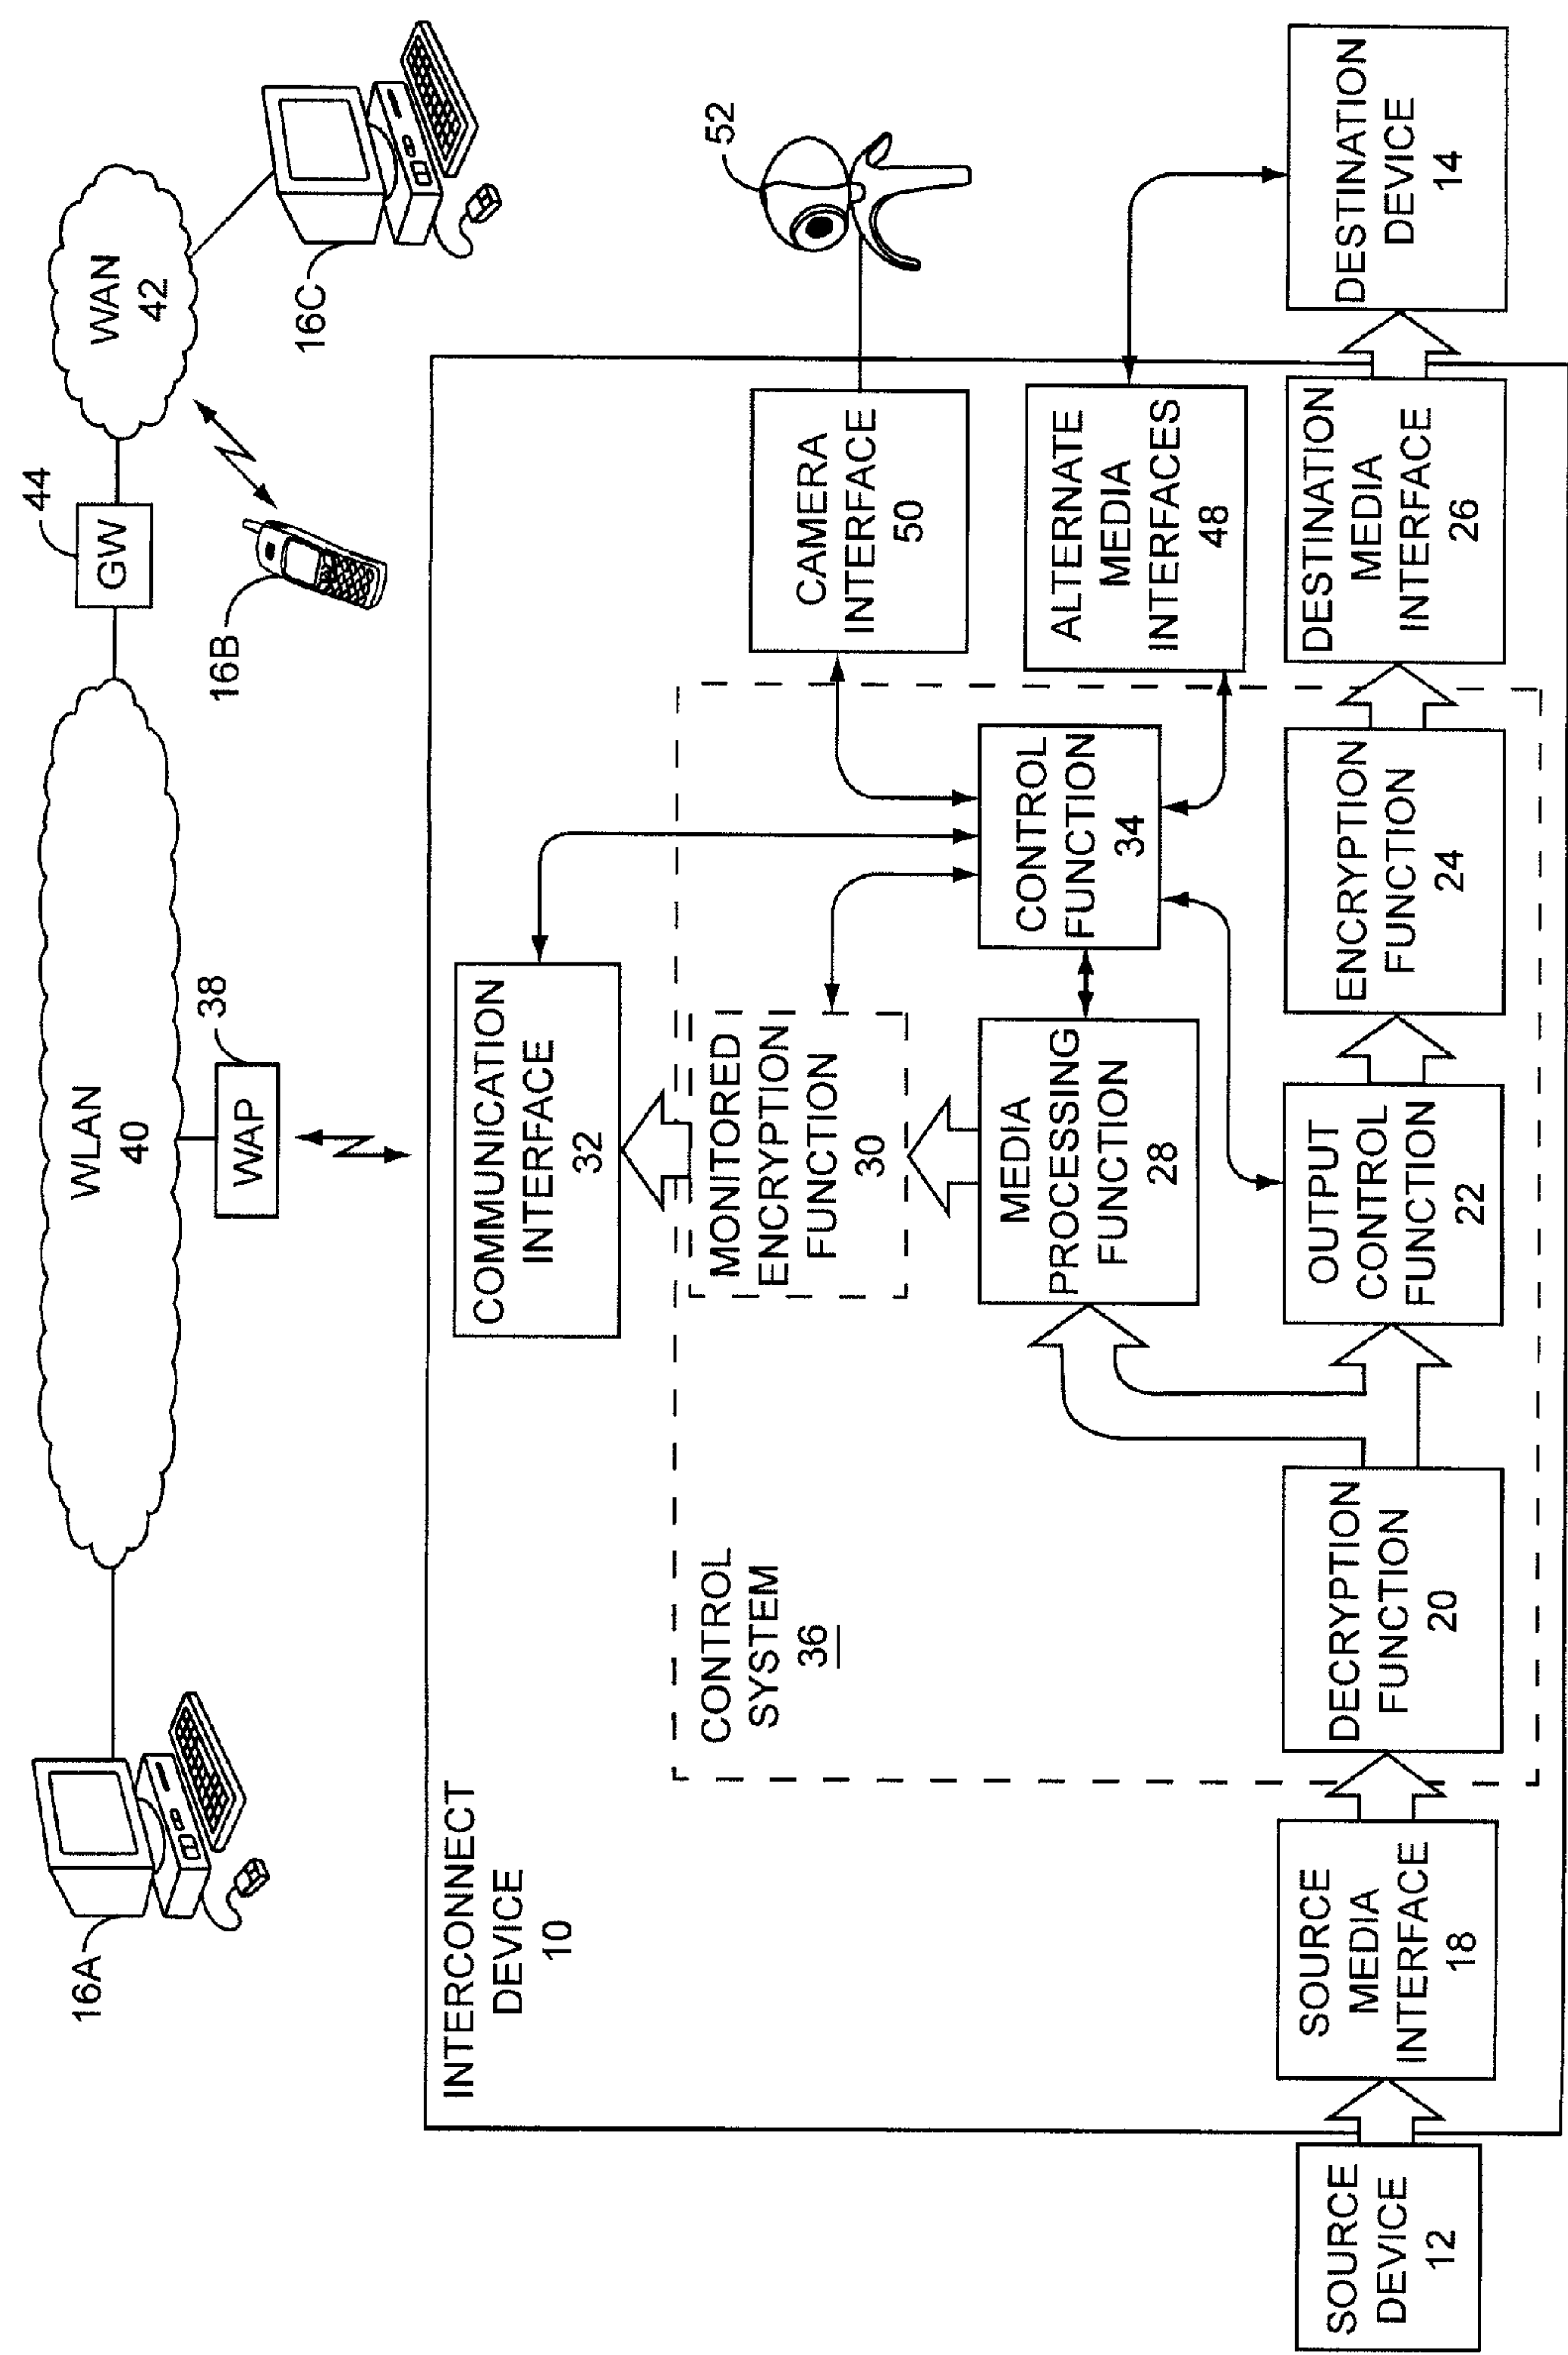 16A
WLAN
40
44
GW
WAN
42
38
WAP
16B
16C
INTERCONNECT
DEVICE
10
COMMUNICATION
INTERFACE
32
52
CONTROL
SYSTEM
36
MONITORED
ENCRYPTION
FUNCTION
30
CAMERA
INTERFACE
50
MEDIA
PROCESSING
FUNCTION
28
CONTROL
FUNCTION
34
ALTERNATE
MEDIA
INTERFACES
48
SOURCE
DEVICE
12
SOURCE
MEDIA
INTERFACE
18
DECRYPTION
FUNCTION
20
OUTPUT
CONTROL
FUNCTION
22
ENCRYPTION
FUNCTION
24
DESTINATION
MEDIA
INTERFACE
26
DESTINATION
DEVICE
14